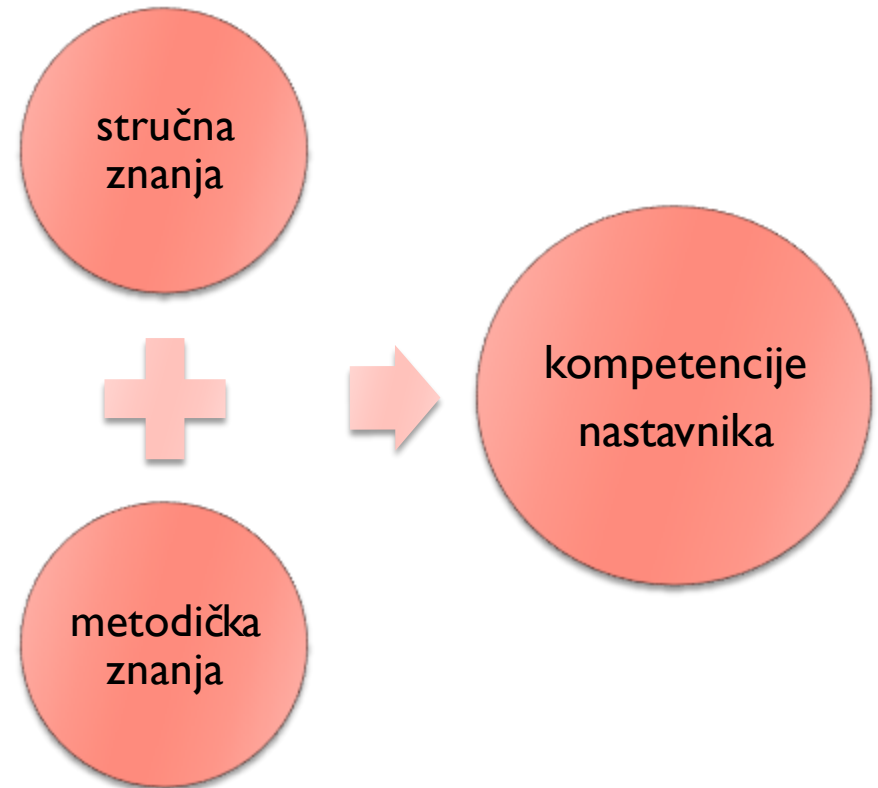 stručna
znanja
metodička
znanja
kompetencije
nastavnika